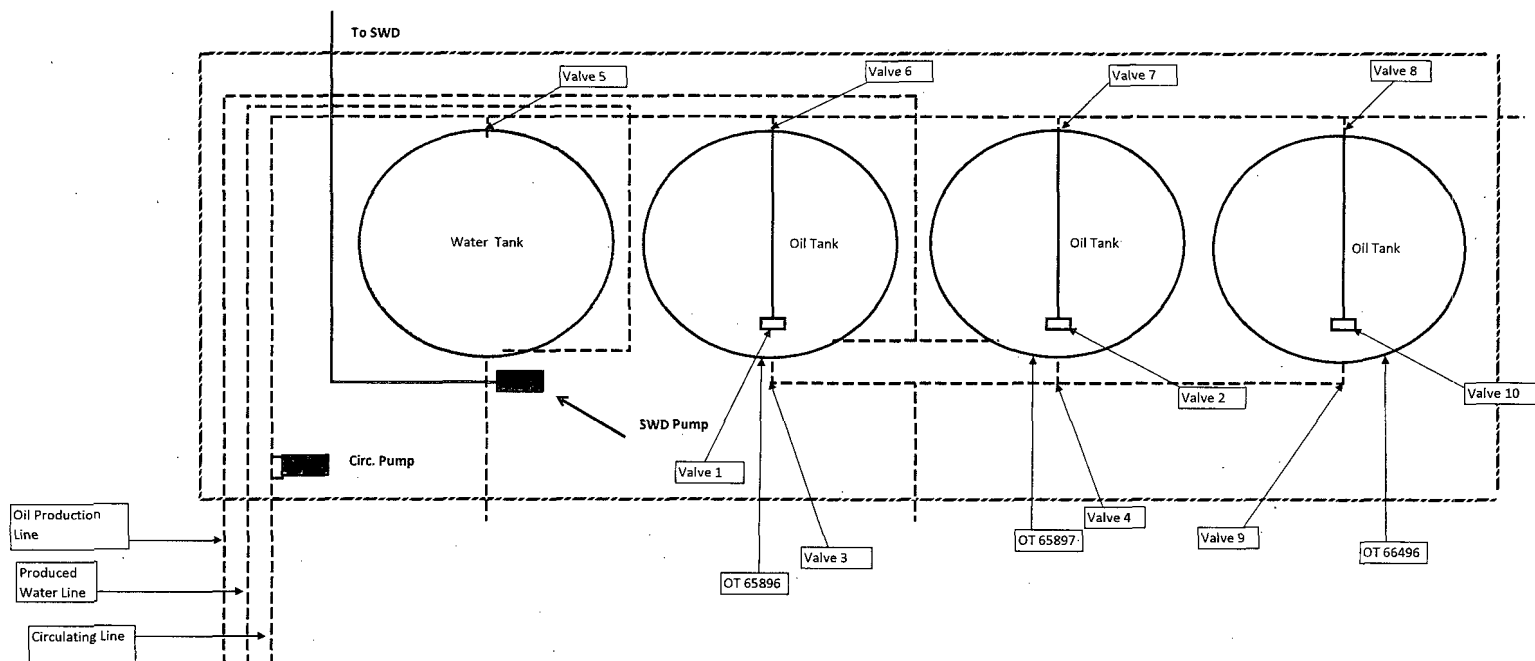 To SWD
Valve 5
Valve 6
Valve 7
Valve 8
Water Tank
Oil Tank
Oil Tank
Oil Tank
Valve 10
Valve 2
SWD Pump
Circ. Pump
Valve 1
Oil Production
Line
Valve 4
OT 65897
Valve 9
OT 66496
Valve 3
OT 65896
Produced
Water Line
Circulating Line